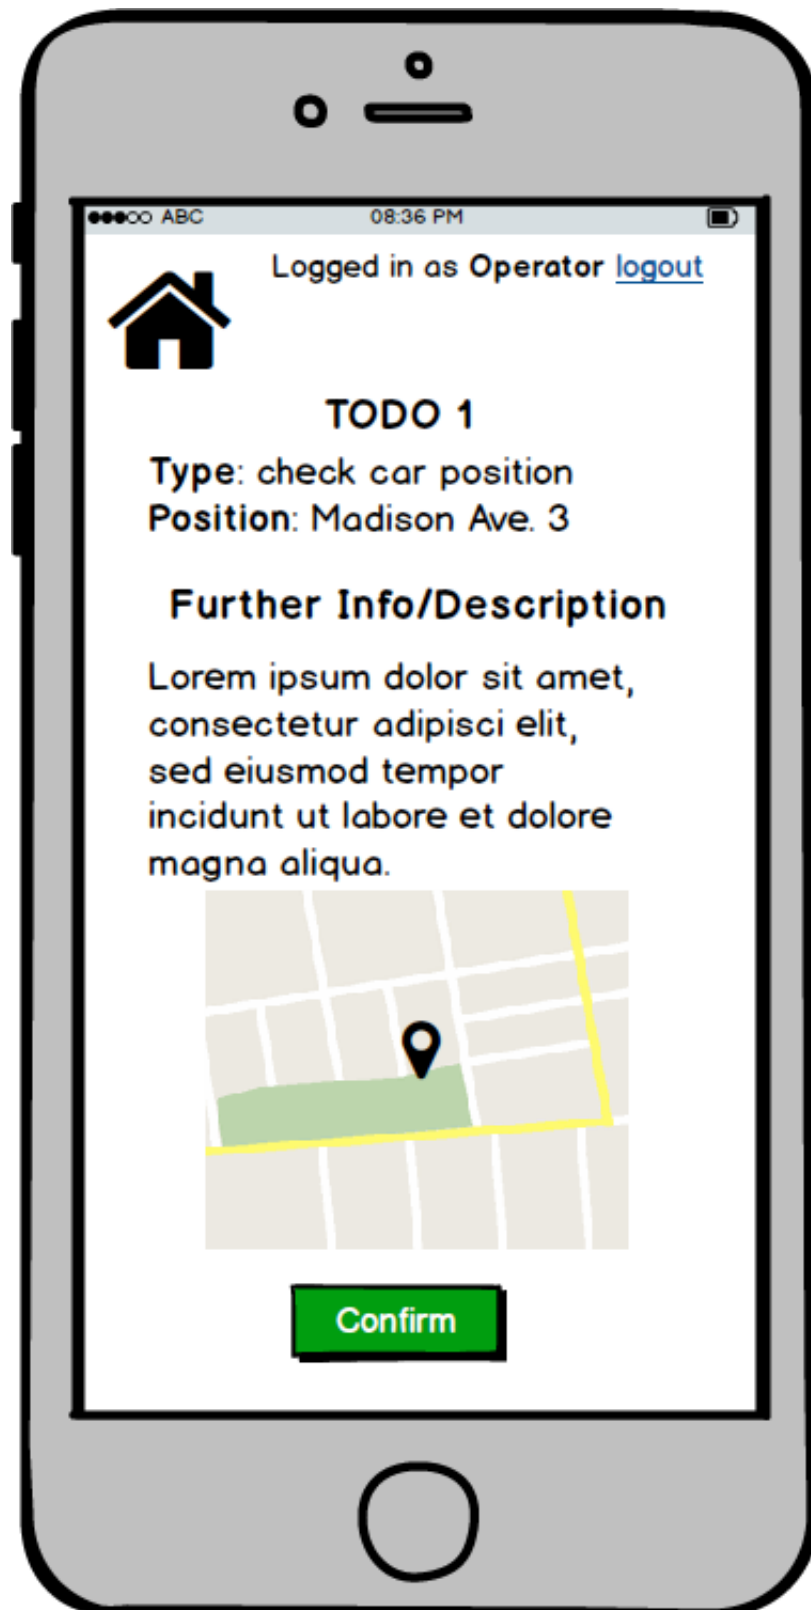 ABC 08:36 PM
Logged in as Operator logout
TODO 1
Type: check car position
Position: Madison Ave. 3
Further Info/Description
Lorem ipsum dolor sit amet,
consectetur adipisci elit,
sed eiusmod tempor
incidunt ut labore et dolore
magna aliqua.
Confirm